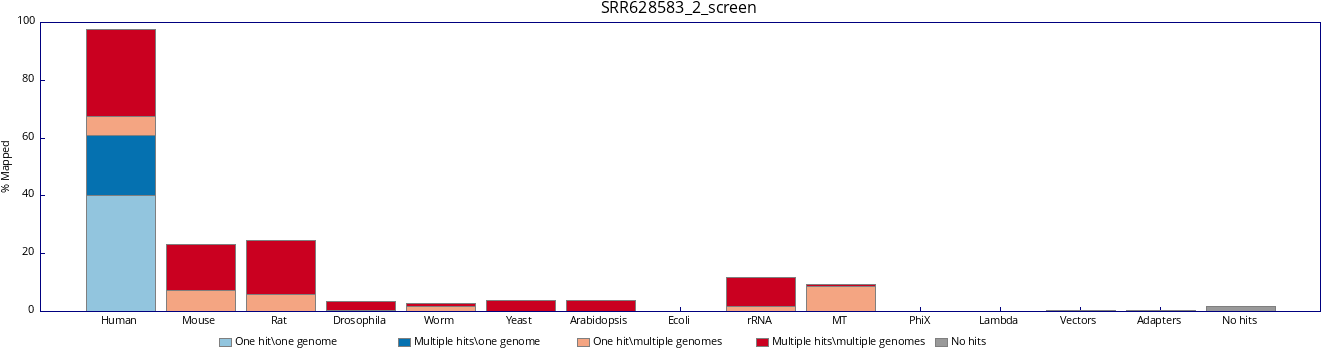 SRR628583_2_screen
% Mapped
100
80
60
40
20
0
Human Mouse Rat Drosophila Worm Yeast Arabidopsis Ecoli rRNA MT PhiX Lambda Vectors Adapters No hits
One hit\one genome Multiple hits\one genome One hit\multiple genomes Multiple hits\multiple genomes No hits